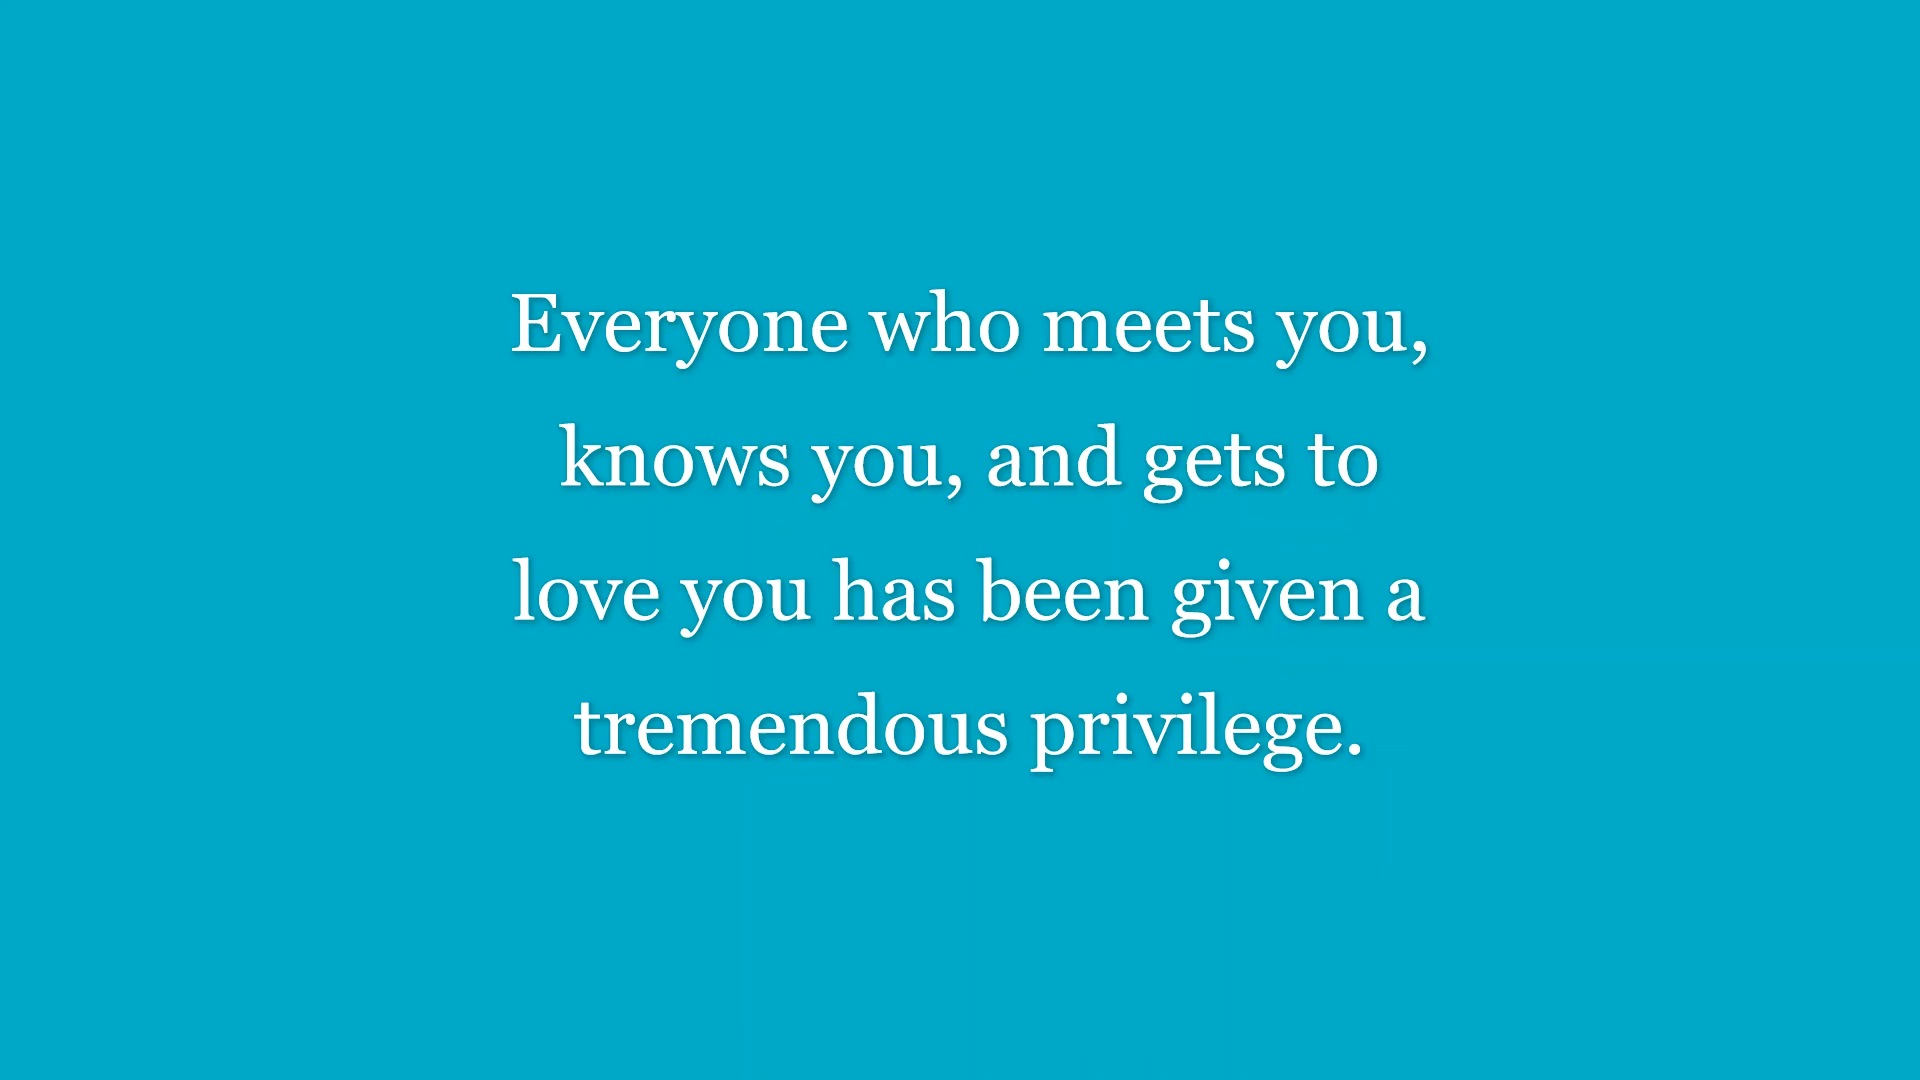 Everyone who meets you,
knows you, and gets to
love you has been given a
tremendous privilege.